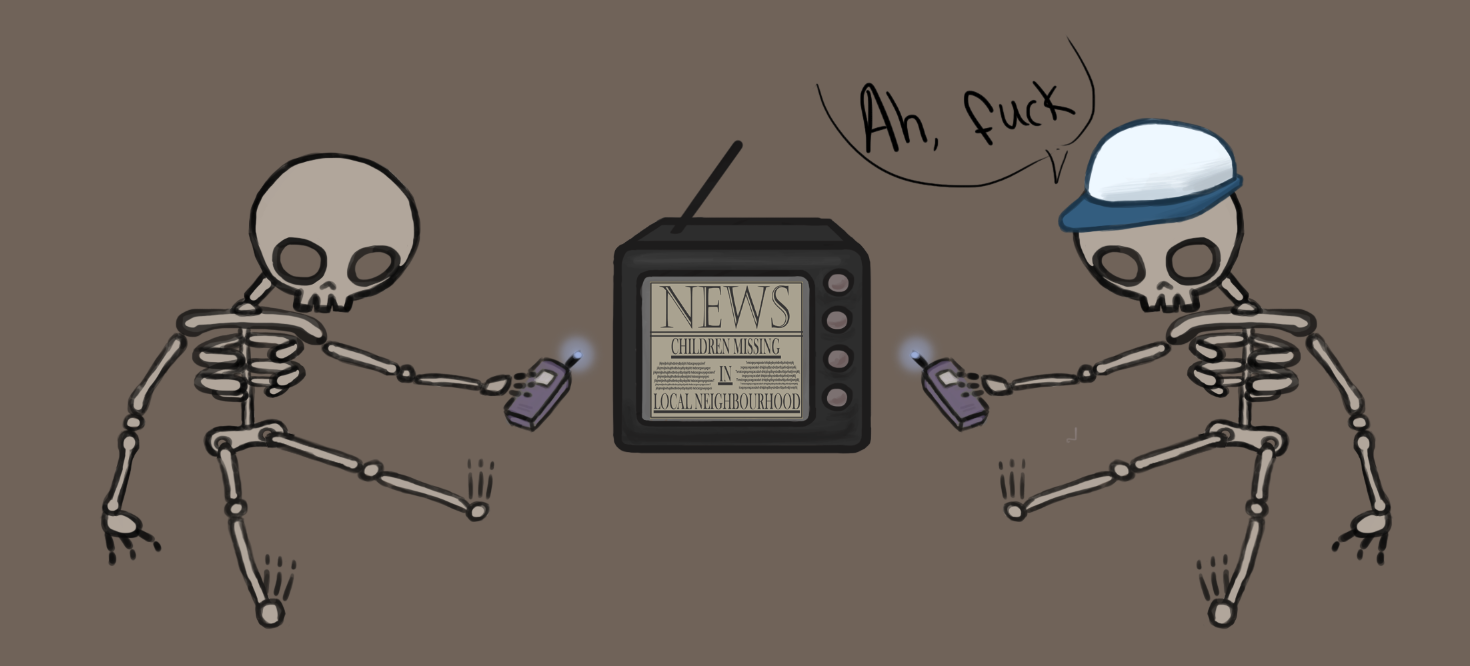 Ah, fuck
NEWS
CHILDREN MISSING
IN
LOCAL NEIGHBOURHOOD